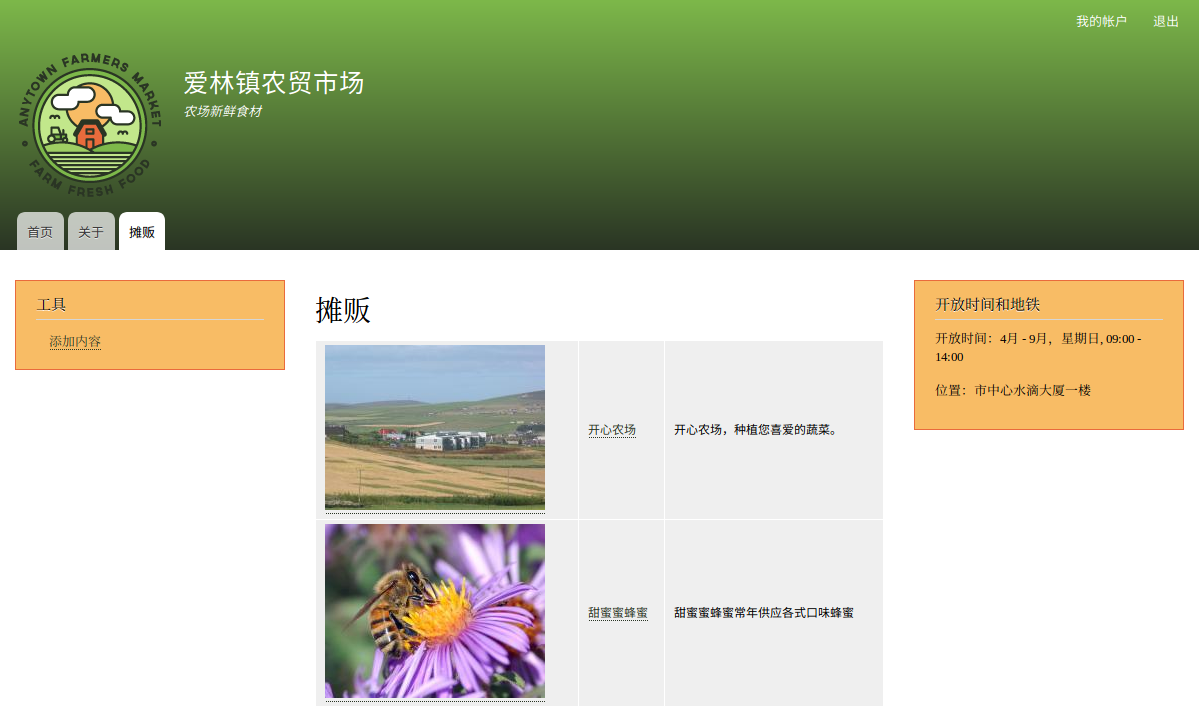 我的帐户 退出
ANYTOWN FARMERS MARKET
FARM FRESH FOOD
爱林镇农贸市场
农场新鲜食材
首页 关于 摊贩
工具
添加内容
摊贩
开心农场 开心农场，种植您喜爱的蔬菜。
甜蜜蜜蜂蜜 甜蜜蜜蜂蜜常年供应各式口味蜂蜜
开放时间和地铁
开放时间：4月 - 9月，星期日, 09:00 -
14:00
位置：市中心水滴大厦一楼